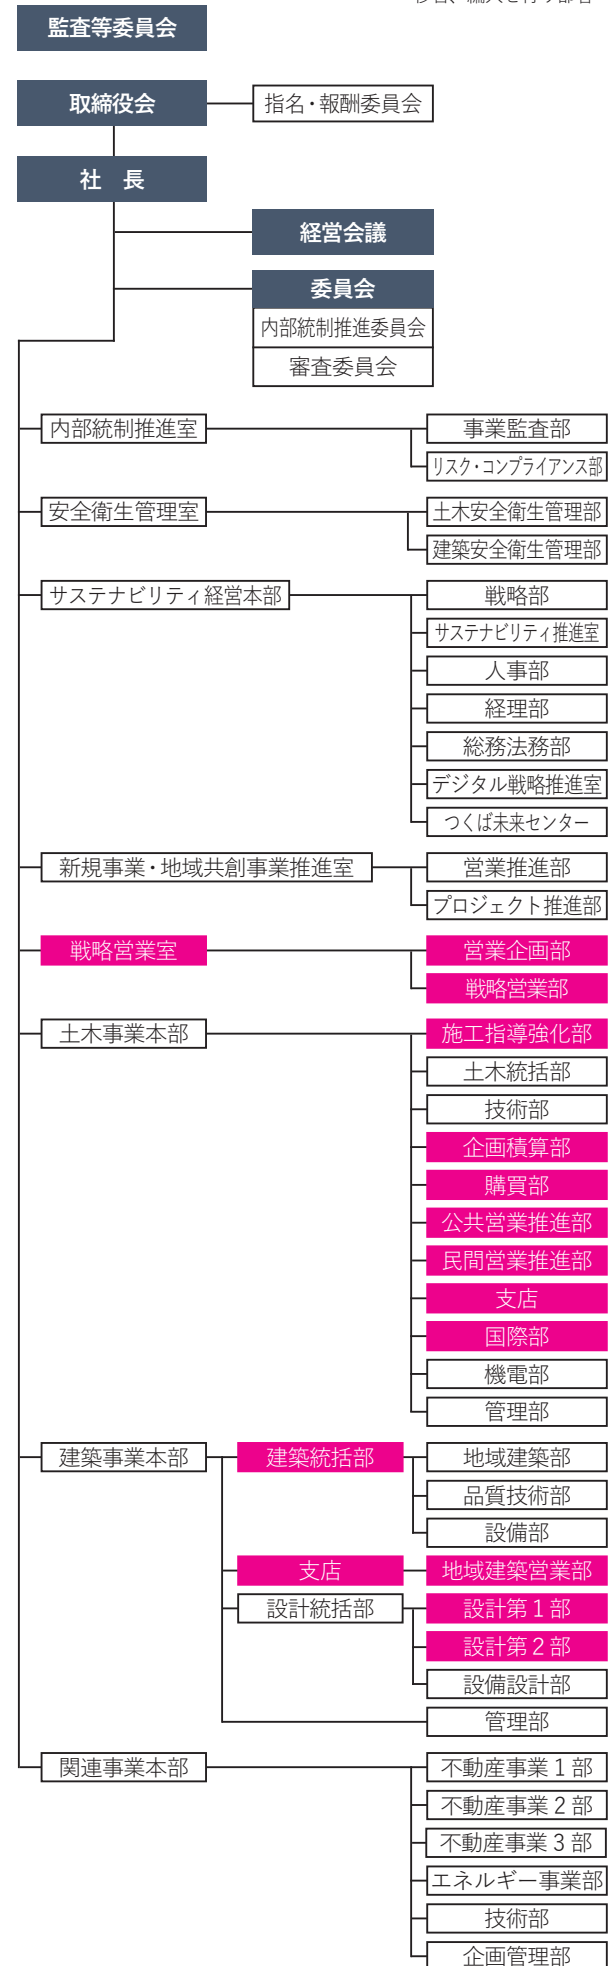 監査等委員会
取締役会
指名・報酬委員会
社　長
経営会議
委員会
内部統制推進委員会
審査委員会
内部統制推進室
事業監査部
リスク・コンプライアンス部
安全衛生管理室
土木安全衛生管理部
建築安全衛生管理部
サステナビリティ経営本部
戦略部
サステナビリティ推進室
人事部
経理部
総務法務部
デジタル戦略推進室
つくば未来センター
新規事業・地域共創事業推進室
営業推進部
プロジェクト推進部
戦略営業室
営業企画部
戦略営業部
土木事業本部
施工指導強化部
土木統括部
技術部
企画積算部
購買部
公共営業推進部
民間営業推進部
支店
国際部
機電部
管理部
建築事業本部
建築統括部
地域建築部
品質技術部
設備部
支店
地域建築営業部
設計統括部
設計第１部
設計第２部
設備設計部
管理部
関連事業本部
不動産事業１部
不動産事業２部
不動産事業３部
エネルギー事業部
技術部
企画管理部